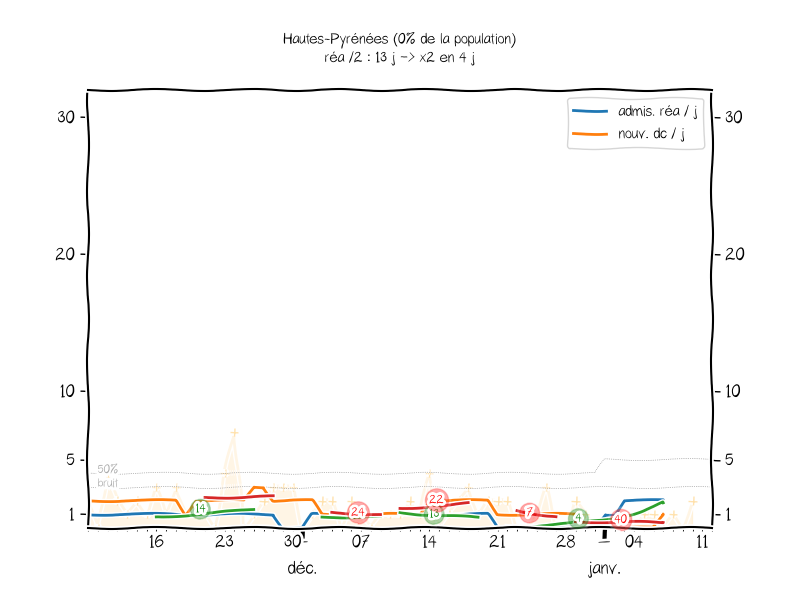 Hautes-Pyrénées (0% de la population)
réa /2 : 13 j -> x2 en 4 j
admis. réa / j
nouv. dc / j
30 30
20 20
10 10
5 5
1 1
50%
bruit
14 24 22 13 7 4 40
16 23 30 07 14 21 28 04 11
déc. janv.